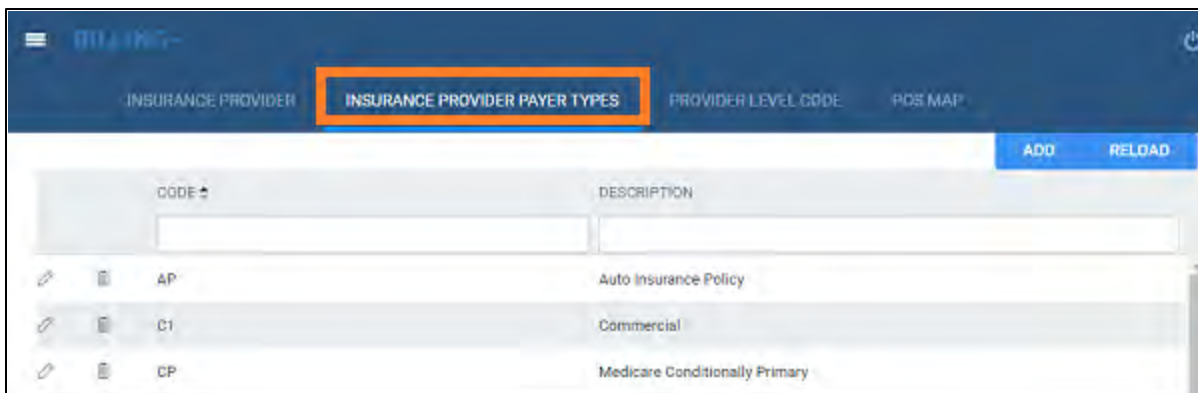 INSURANCE PROVIDER INSURANCE PROVIDER PAYER TYPES PROVIDER LEVEL CODE POS MAP
ADD RELOAD
CODE DESCRIPTION
AP Auto Insurance Policy
C1 Commercial
CP Medicare Conditionally Primary